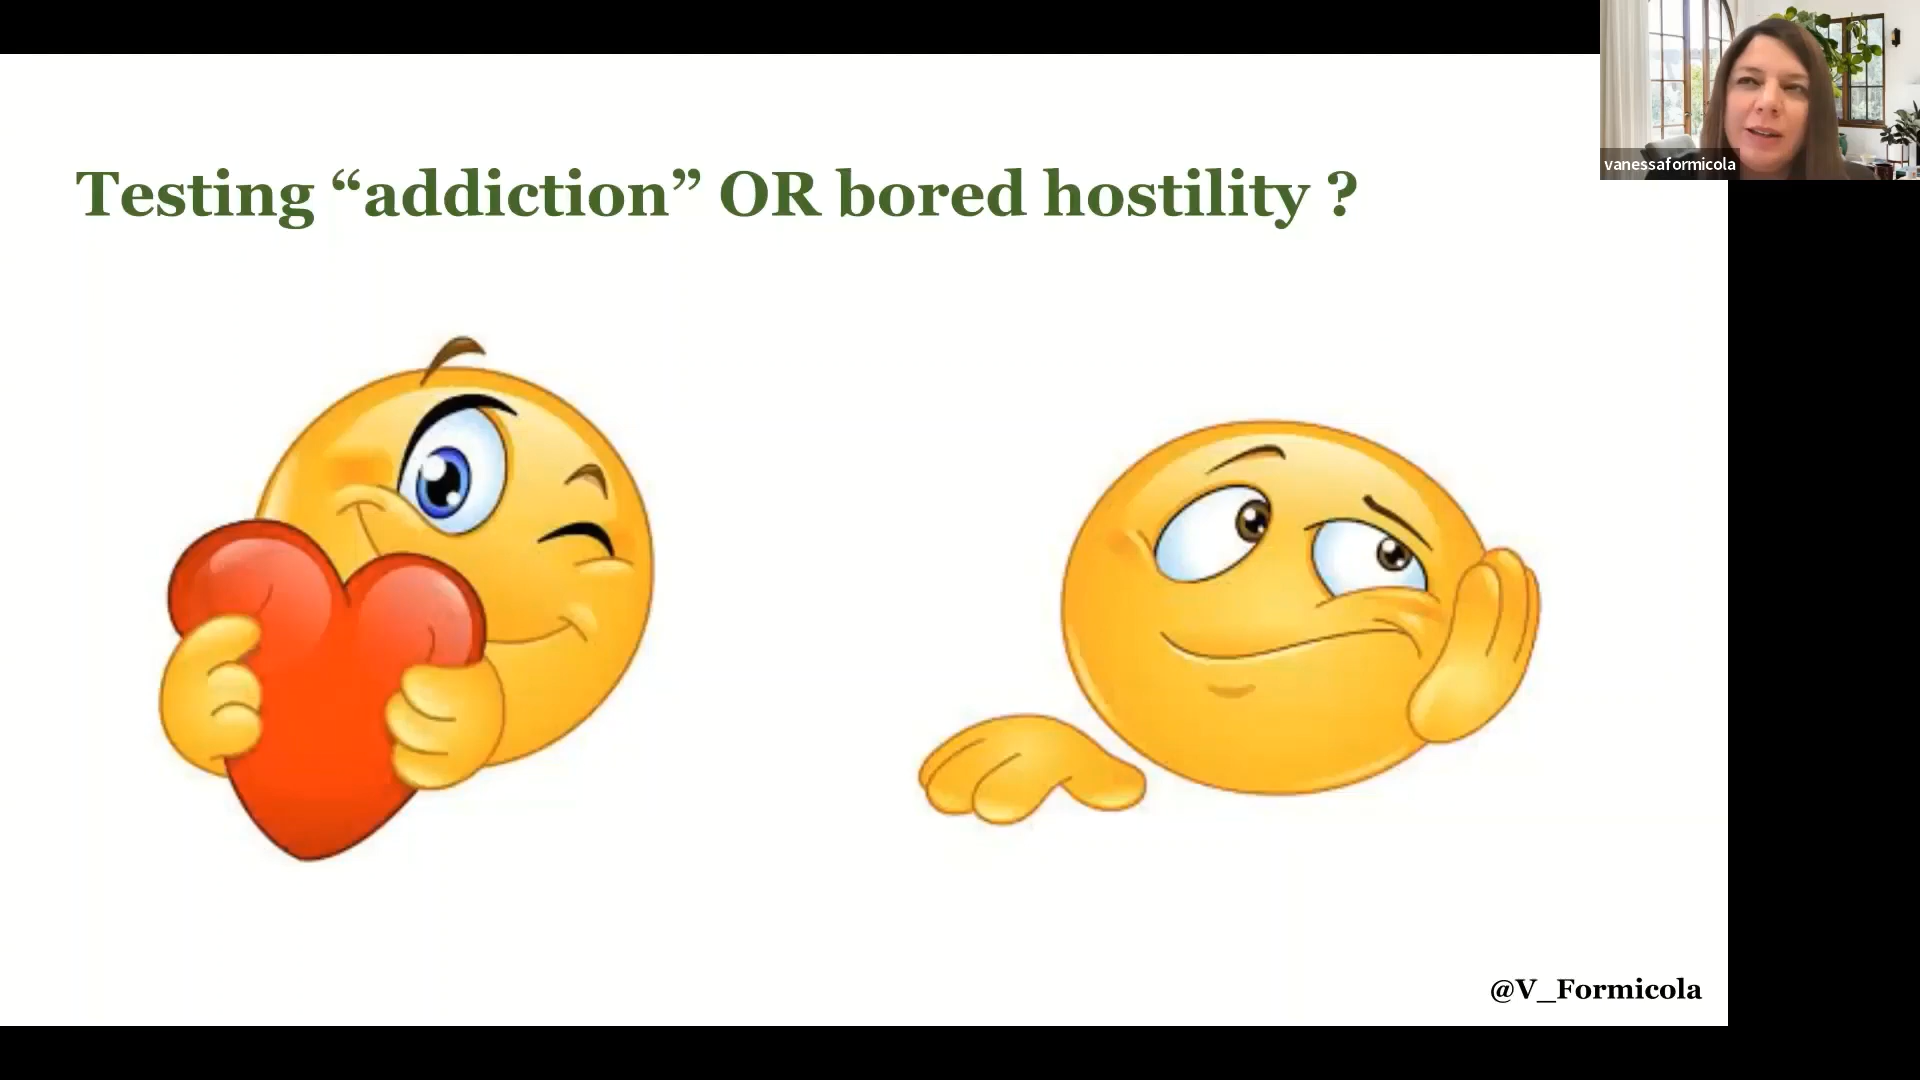 vanessaformicola
Testing “addiction” OR bored hostility ?
@V_Formicola